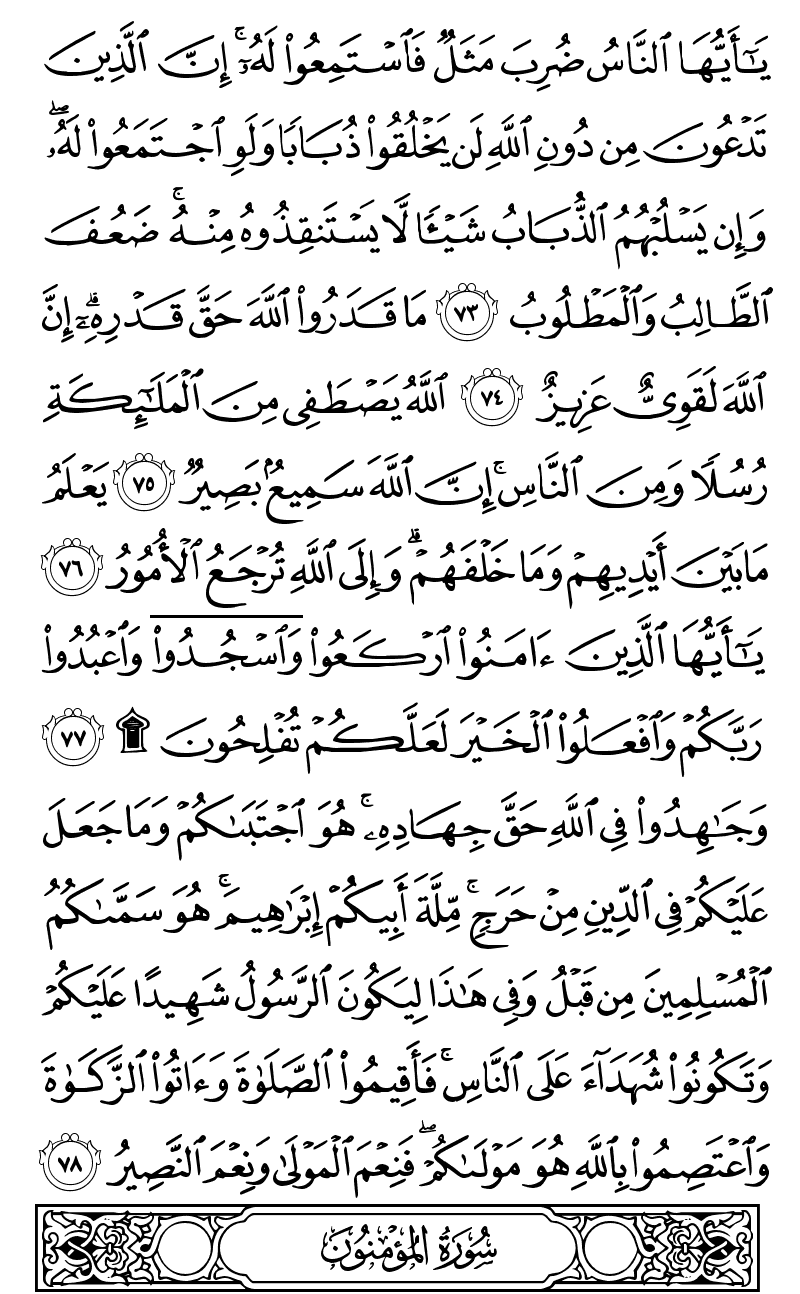 يَـٰٓأَيُّهَا ٱلنَّاسُ ضُرِبَ مَثَلٌ فَٱسْتَمِعُوا۟ لَهُۥٓ ۚ إِنَّ ٱلَّذِينَ
تَدْعُونَ مِن دُونِ ٱللَّهِ لَن يَخْلُقُوا۟ ذُبَابًا وَلَوِ ٱجْتَمَعُوا۟ لَهُۥ ۖ
وَإِن يَسْلُبْهُمُ ٱلذُّبَابُ شَيْـًٔا لَّا يَسْتَنقِذُوهُ مِنْهُ ۚ ضَعُفَ
ٱلطَّالِبُ وَٱلْمَطْلُوبُ ٧٣ مَا قَدَرُوا۟ ٱللَّهَ حَقَّ قَدْرِهِۦٓ ۗ إِنَّ
ٱللَّهَ لَقَوِىٌّ عَزِيزٌ ٧٤ ٱللَّهُ يَصْطَفِى مِنَ ٱلْمَلَـٰٓئِكَةِ
رُسُلًا وَمِنَ ٱلنَّاسِ ۚ إِنَّ ٱللَّهَ سَمِيعٌۢ بَصِيرٌ ٧٥ يَعْلَمُ
مَا بَيْنَ أَيْدِيهِمْ وَمَا خَلْفَهُمْ ۗ وَإِلَى ٱللَّهِ تُرْجَعُ ٱلْأُمُورُ ٧٦
يَـٰٓأَيُّهَا ٱلَّذِينَ ءَامَنُوا۟ ٱرْكَعُوا۟ وَٱسْجُدُوا۟ وَٱعْبُدُوا۟
رَبَّكُمْ وَٱفْعَلُوا۟ ٱلْخَيْرَ لَعَلَّكُمْ تُفْلِحُونَ ۩ ٧٧
وَجَـٰهِدُوا۟ فِى ٱللَّهِ حَقَّ جِهَادِهِۦ ۚ هُوَ ٱجْتَبَىٰكُمْ وَمَا جَعَلَ
عَلَيْكُمْ فِى ٱلدِّينِ مِنْ حَرَجٍ ۚ مِّلَّةَ أَبِيكُمْ إِبْرَٰهِيمَ ۚ هُوَ سَمَّىٰكُمُ
ٱلْمُسْلِمِينَ مِن قَبْلُ وَفِى هَـٰذَا لِيَكُونَ ٱلرَّسُولُ شَهِيدًا عَلَيْكُمْ
وَتَكُونُوا۟ شُهَدَآءَ عَلَى ٱلنَّاسِ ۚ فَأَقِيمُوا۟ ٱلصَّلَوٰةَ وَءَاتُوا۟ ٱلزَّكَوٰةَ
وَٱعْتَصِمُوا۟ بِٱللَّهِ هُوَ مَوْلَىٰكُمْ ۖ فَنِعْمَ ٱلْمَوْلَىٰ وَنِعْمَ ٱلنَّصِيرُ ٧٨
سُورَةُ المُؤْمِنُونَ